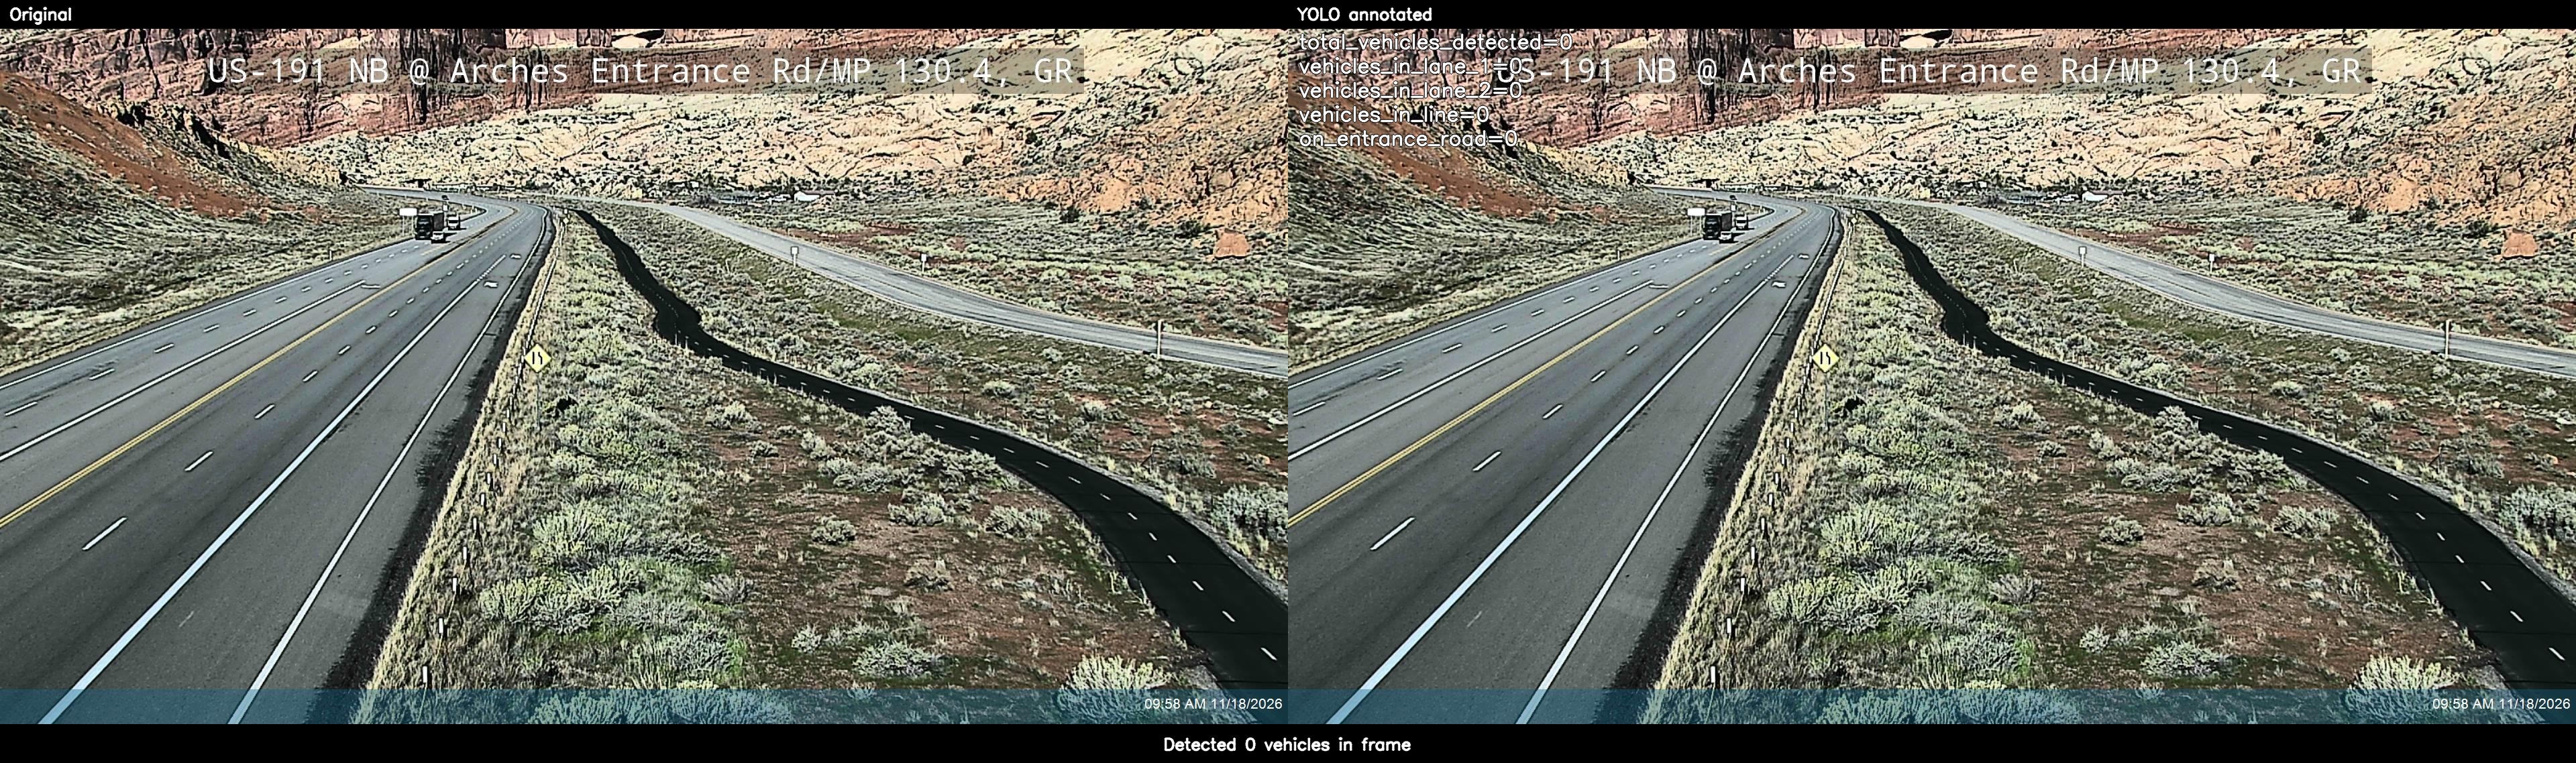 Original
US-191 NB @ Arches Entrance Rd/MP 130.4, GR
09:58 AM 11/18/2026
YOLO annotated
total_vehicles_detected=0
vehicles_in_lane_1=0
US-191 NB @ Arches Entrance Rd/MP 130.4, GR
vehicles_in_lane_2=0
vehicles_in_line=0
on_entrance_road=0
09:58 AM 11/18/2026
Detected 0 vehicles in frame